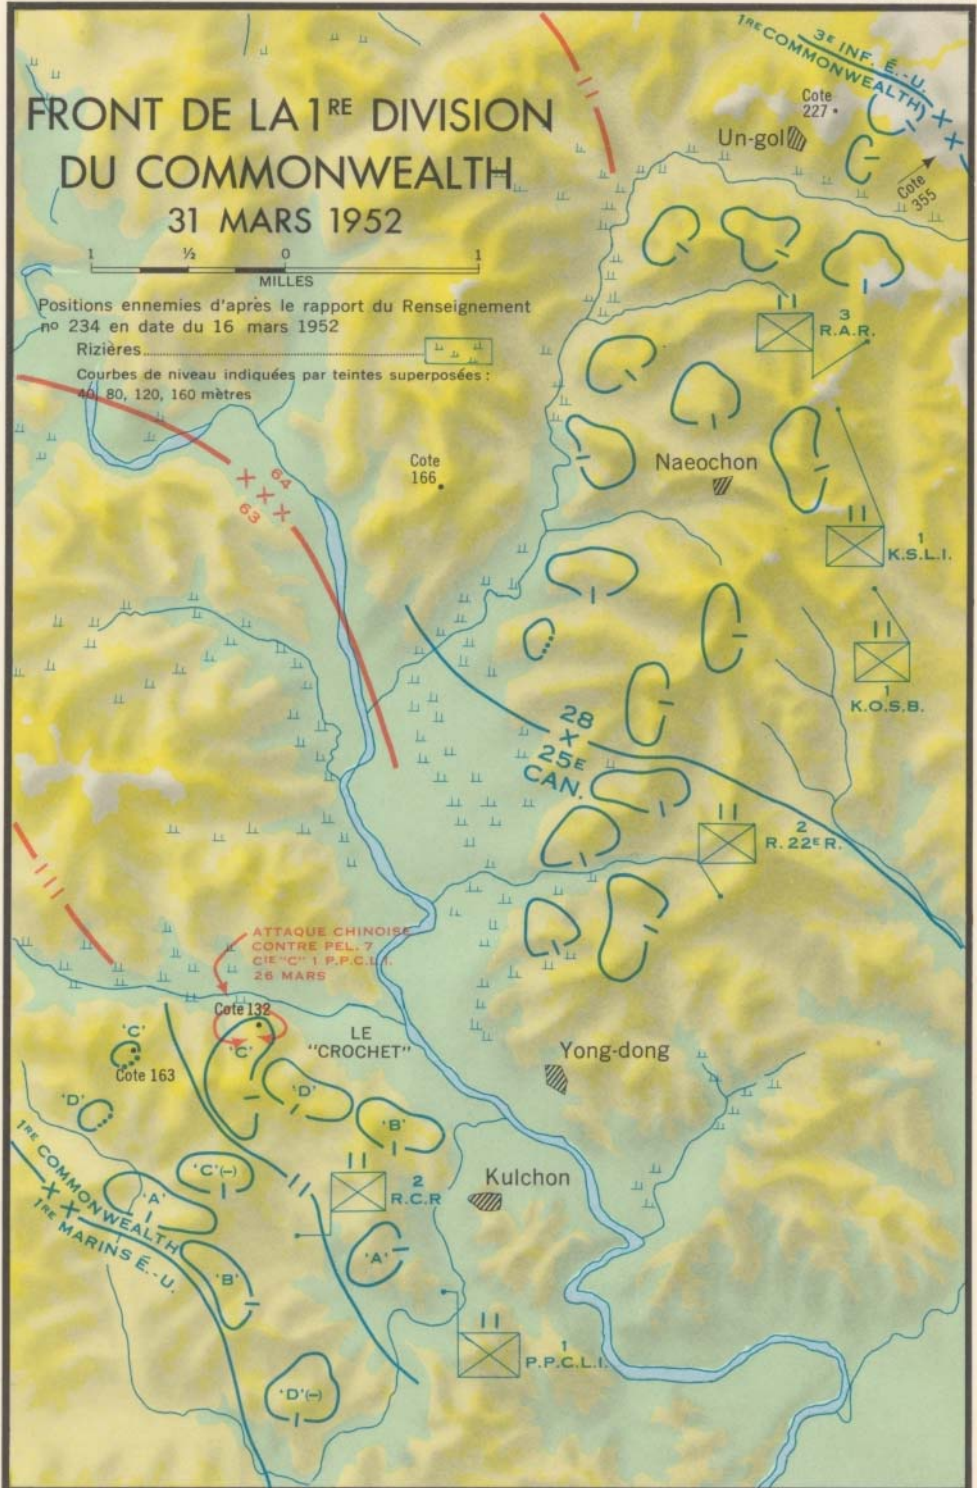 FRONT DE LA 1RE DIVISION
DU COMMONWEALTH
31 MARS 1952
1 ½ 0 1
MILLES
Positions ennemies d'après le rapport du Renseignement
no 234 en date du 16 mars 1952
Rizières
Courbes de niveau indiquées par teintes superposées :
40, 80, 120, 160 mètres
3E INF. É.-U.
1RE COMMONWEALTH
Cote
227
Un-gol
Cote
355
3
R.A.R.
64
63
Cote
166
Naeochon
1
K.S.L.I.
1
K.O.S.B.
28
X
25E
CAN.
2
R. 22E R.
ATTAQUE CHINOISE
CONTRE PEL. 7
CIE "C" 1 P.P.C.L.I.
26 MARS
Cote 132
'C'
LE
"CROCHET"
'C'
Cote 163
'D'
'D'
'B'
Yong-dong
Kulchon
'C'(-)
2
R.C.R
'A'
1RE COMMONWEALTH
X X
1RE MARINS É.-U.
'B'
'A'
1
P.P.C.L.I.
'D'(-)